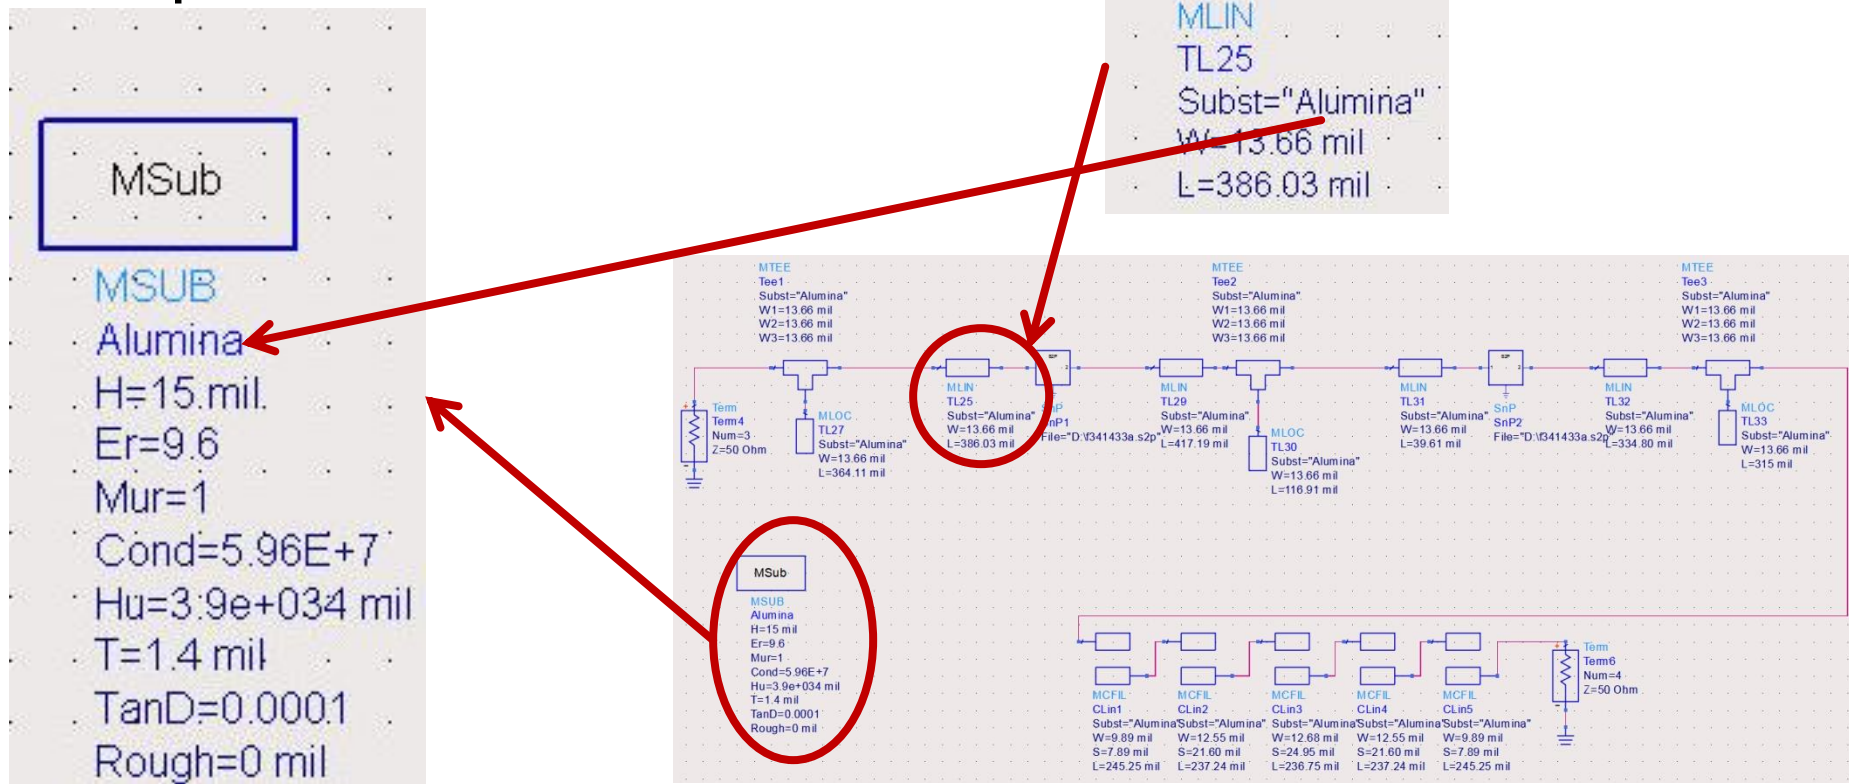 MSub
MSUB
Alumina
H=15 mil
Er=9.6
Mur=1
Cond=5.96E+7
Hu=3.9e+034 mil
T=1.4 mil
TanD=0.0001
Rough=0 mil
MLIN
TL25
Subst="Alumina"
W=13.66 mil
L=386.03 mil
MTEE
Tee1
Subst="Alumina"
W1=13.66 mil
W2=13.66 mil
W3=13.66 mil
MTEE
Tee2
Subst="Alumina"
W1=13.66 mil
W2=13.66 mil
W3=13.66 mil
MTEE
Tee3
Subst="Alumina"
W1=13.66 mil
W2=13.66 mil
W3=13.66 mil
Term
Term4
Num=3
Z=50 Ohm
MLOC
TL27
Subst="Alumina"
W=13.66 mil
L=364.11 mil
MLIN
TL25
Subst="Alumina"
W=13.66 mil
L=386.03 mil
S2P
2
SnP
SnP1
File="D:\f341433a.s2p"
MLIN
TL29
Subst="Alumina"
W=13.66 mil
L=417.19 mil
MLOC
TL30
Subst="Alumina"
W=13.66 mil
L=116.91 mil
MLIN
TL31
Subst="Alumina"
W=13.66 mil
L=39.61 mil
S2P
1 2
SnP
SnP2
File="D:\f341433a.s2p"
MLIN
TL32
Subst="Alumina"
W=13.66 mil
L=334.80 mil
MLOC
TL33
Subst="Alumina"
W=13.66 mil
L=315 mil
MSub
MSUB
Alumina
H=15 mil
Er=9.6
Mur=1
Cond=5.96E+7
Hu=3.9e+034 mil
T=1.4 mil
TanD=0.0001
Rough=0 mil
MCFIL
CLin1
Subst="Alumina"
W=9.89 mil
S=7.89 mil
L=245.25 mil
MCFIL
CLin2
Subst="Alumina"
W=12.55 mil
S=21.60 mil
L=237.24 mil
MCFIL
CLin3
Subst="Alumina"
W=12.68 mil
S=24.95 mil
L=236.75 mil
MCFIL
CLin4
Subst="Alumina"
W=12.55 mil
S=21.60 mil
L=237.24 mil
MCFIL
CLin5
Subst="Alumina"
W=9.89 mil
S=7.89 mil
L=245.25 mil
Term
Term6
Num=4
Z=50 Ohm